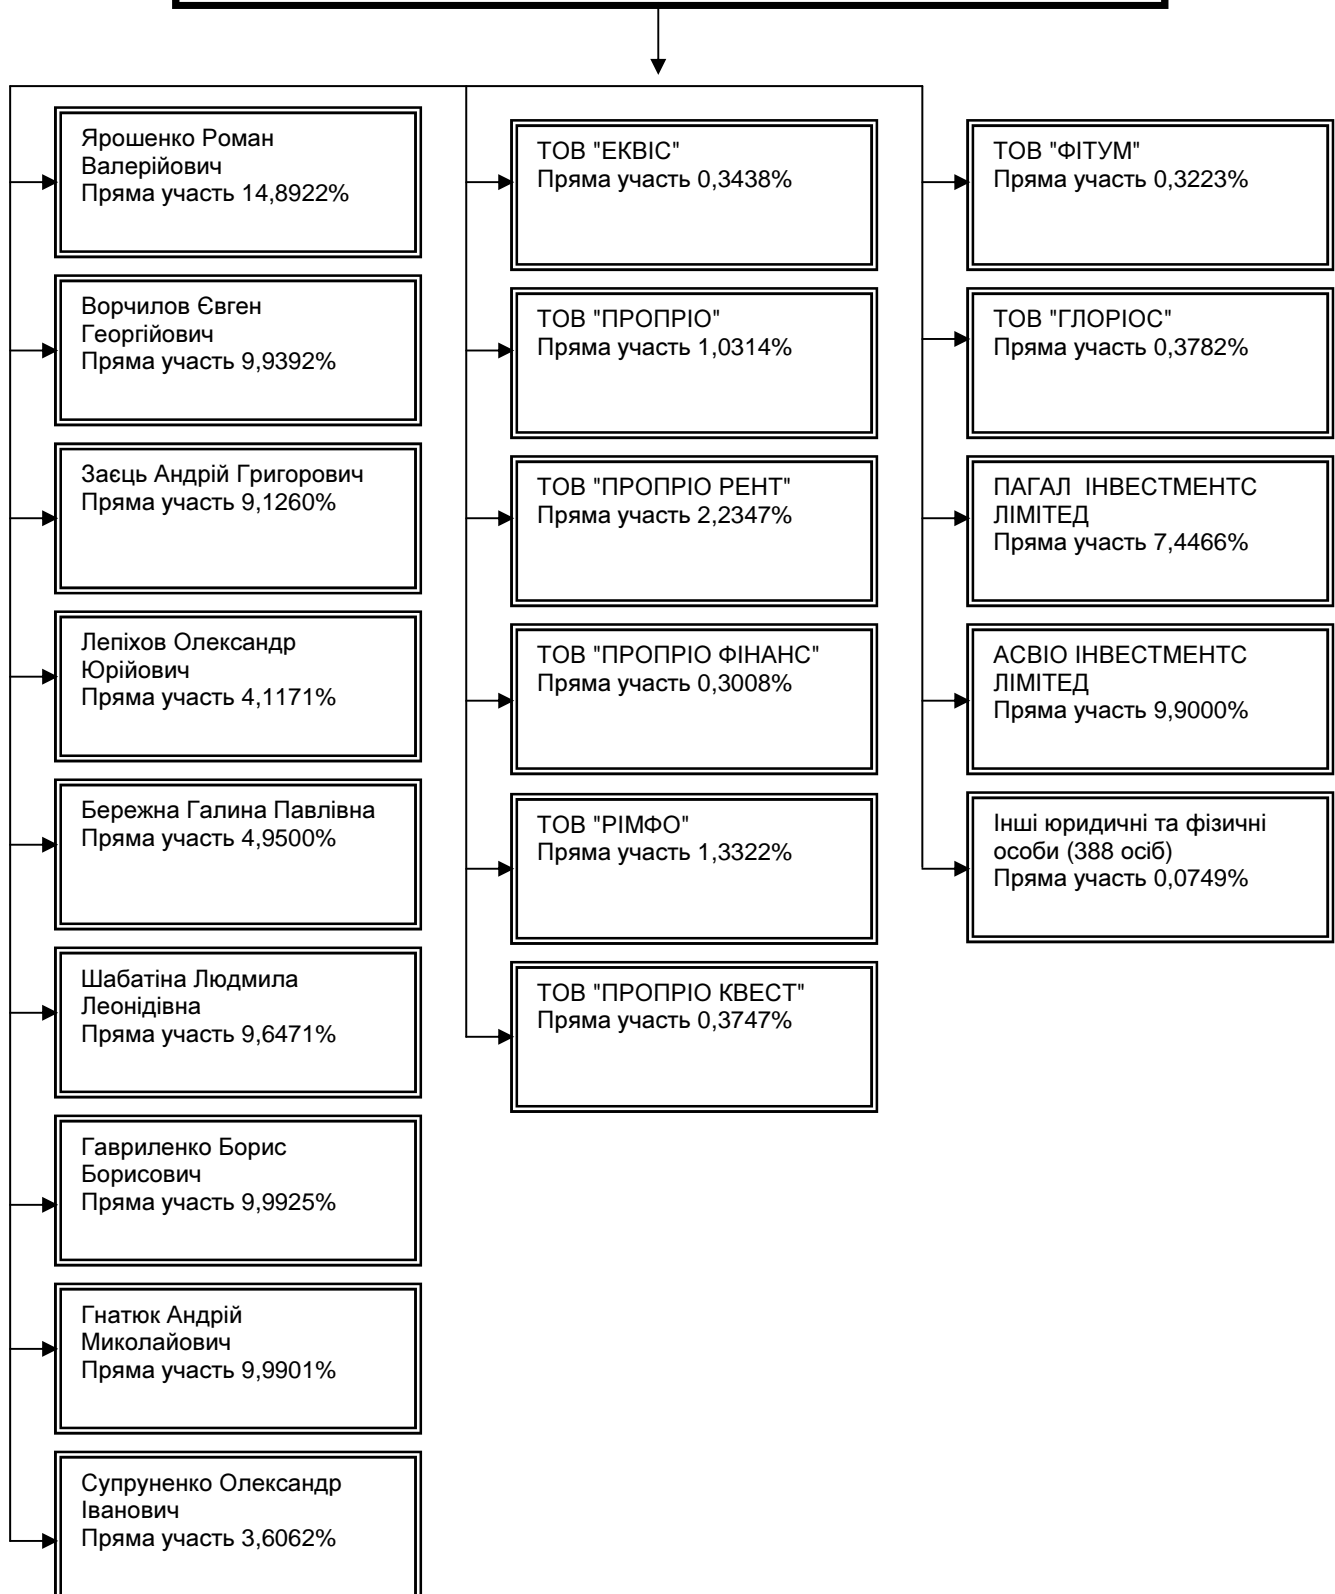 Ярошенко Роман
Валерійович
Пряма участь 14,8922%
Ворчилов Євген
Георгійович
Пряма участь 9,9392%
Заєць Андрій Григорович
Пряма участь 9,1260%
Лепіхов Олександр
Юрійович
Пряма участь 4,1171%
Бережна Галина Павлівна
Пряма участь 4,9500%
Шабатіна Людмила
Леонідівна
Пряма участь 9,6471%
Гавриленко Борис
Борисович
Пряма участь 9,9925%
Гнатюк Андрій
Миколайович
Пряма участь 9,9901%
Супруненко Олександр
Іванович
Пряма участь 3,6062%
ТОВ "ЕКВІС"
Пряма участь 0,3438%
ТОВ "ПРОПРІО"
Пряма участь 1,0314%
ТОВ "ПРОПРІО РЕНТ"
Пряма участь 2,2347%
ТОВ "ПРОПРІО ФІНАНС"
Пряма участь 0,3008%
ТОВ "РІМФО"
Пряма участь 1,3322%
ТОВ "ПРОПРІО КВЕСТ"
Пряма участь 0,3747%
ТОВ "ФІТУМ"
Пряма участь 0,3223%
ТОВ "ГЛОРІОС"
Пряма участь 0,3782%
ПАГАЛ ІНВЕСТМЕНТС
ЛІМІТЕД
Пряма участь 7,4466%
АСВІО ІНВЕСТМЕНТС
ЛІМІТЕД
Пряма участь 9,9000%
Інші юридичні та фізичні
особи (388 осіб)
Пряма участь 0,0749%